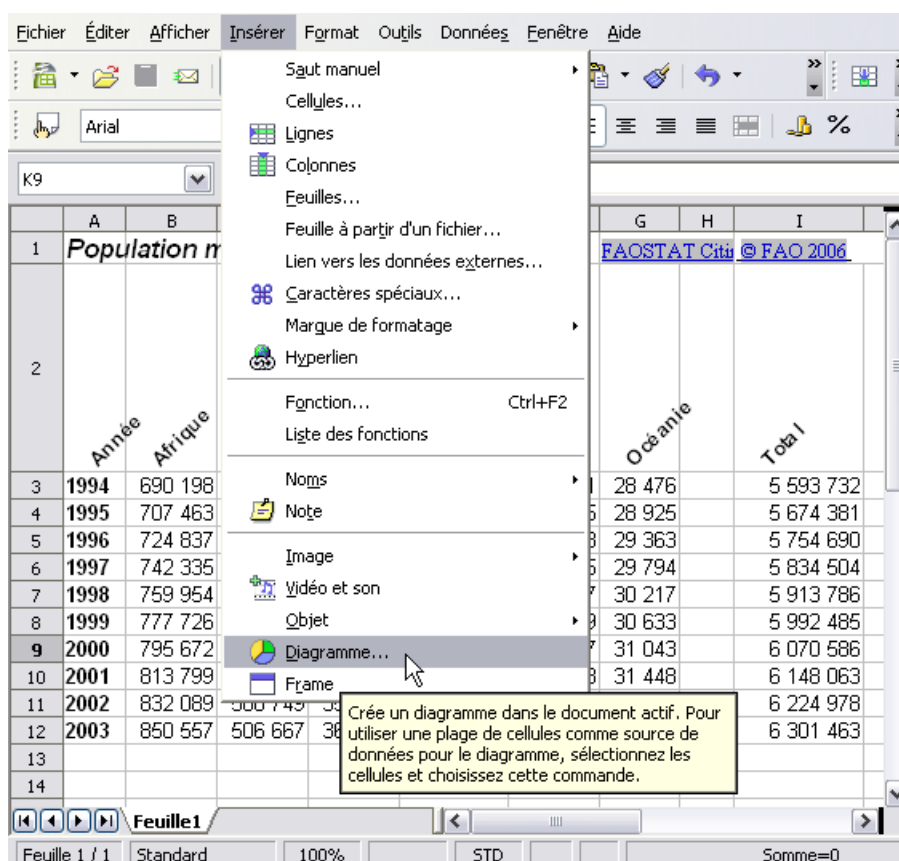 Fichier Éditer Afficher Insérer Format Outils Données Fenêtre Aide
Saut manuel
Cellules...
Arial
Lignes
%
Colonnes
K9
Feuilles...
Feuille à partir d'un fichier...
Lien vers les données externes...
Caractères spéciaux...
Marque de formatage
Hyperlien
Fonction... Ctrl+F2
Liste des fonctions
Noms
Note
Image
Vidéo et son
Objet
Diagramme...
Frame
Crée un diagramme dans le document actif. Pour
utiliser une plage de cellules comme source de
données pour le diagramme, sélectionnez les
cellules et choisissez cette commande.
A B G H I
1 Population FAOSTAT © FAO 2006
2 Année Afrique Océanie Total
3 1994 690 198 28 476 5 593 732
4 1995 707 463 28 925 5 674 381
5 1996 724 837 29 363 5 754 690
6 1997 742 335 29 794 5 834 504
7 1998 759 954 30 217 5 913 786
8 1999 777 726 30 633 5 992 485
9 2000 795 672 31 043 6 070 586
10 2001 813 799 31 448 6 148 063
11 2002 832 089 6 224 978
12 2003 850 557 506 667 6 301 463
13
14
Feuille1
Feuille 1 / 1 Standard 100% STD Somme=0